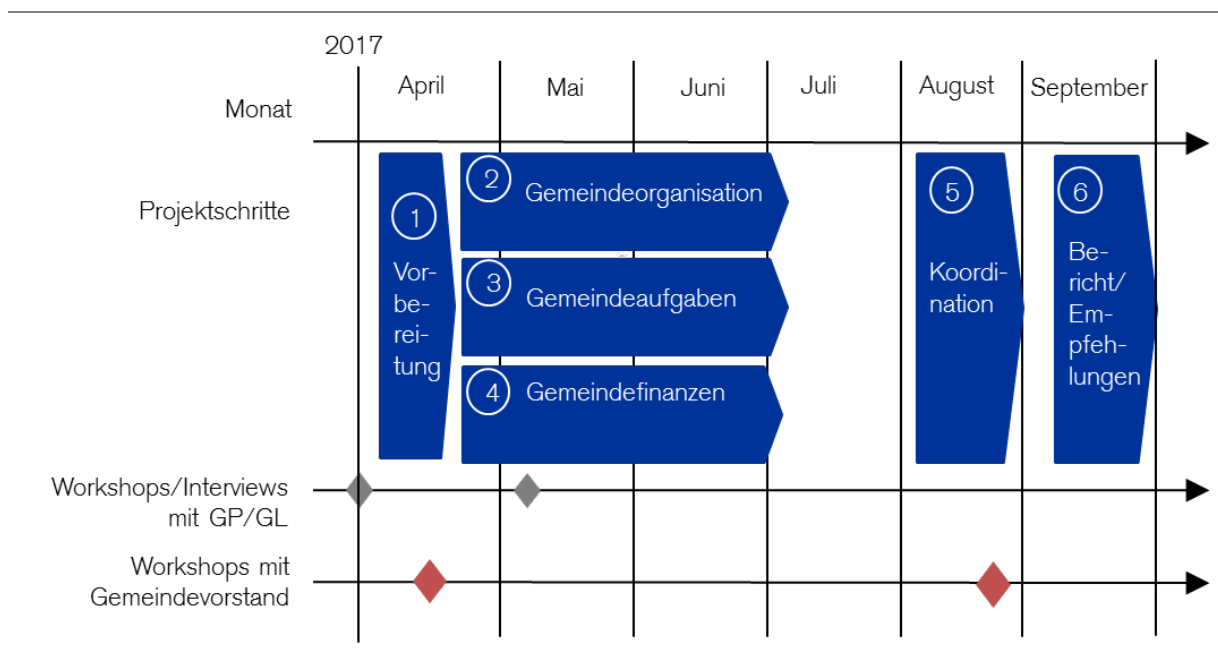 2017
Monat
April
Mai
Juni
Juli
August
September
Projektschritte
1
Vor-
be-
rei-
tung
2
Gemeindeorganisation
3
Gemeindeaufgaben
4
Gemeindefinanzen
5
Koordi-
nation
6
Be-
richt/
Em-
pfeh-
lungen
Workshops/Interviews
mit GP/GL
Workshops mit
Gemeindevorstand